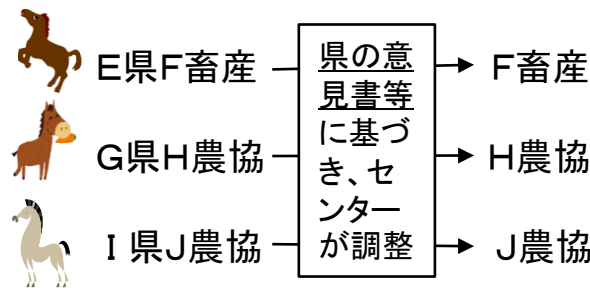 E県F畜産
G県H農協
I県J農協
県の意
見書等
に基づ
き、セ
ンター
が調整
F畜産
H農協
J農協